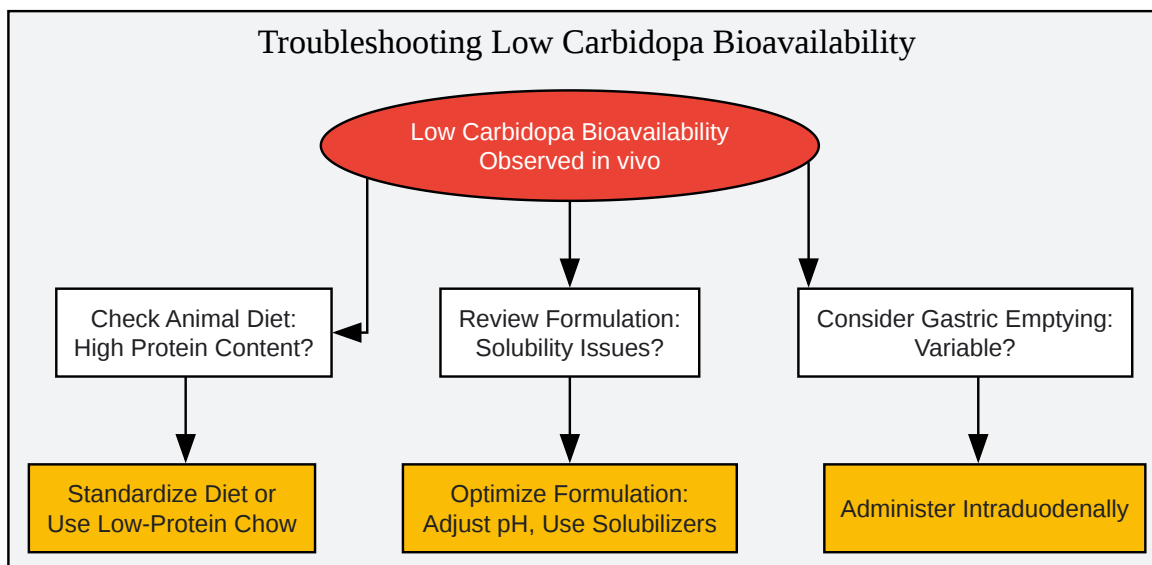 Troubleshooting Low Carbidopa Bioavailability
Low Carbidopa Bioavailability
Observed in vivo
Check Animal Diet:
High Protein Content?
Review Formulation:
Solubility Issues?
Consider Gastric Emptying:
Variable?
Standardize Diet or
Use Low-Protein Chow
Optimize Formulation:
Adjust pH, Use Solubilizers
Administer Intraduodenally